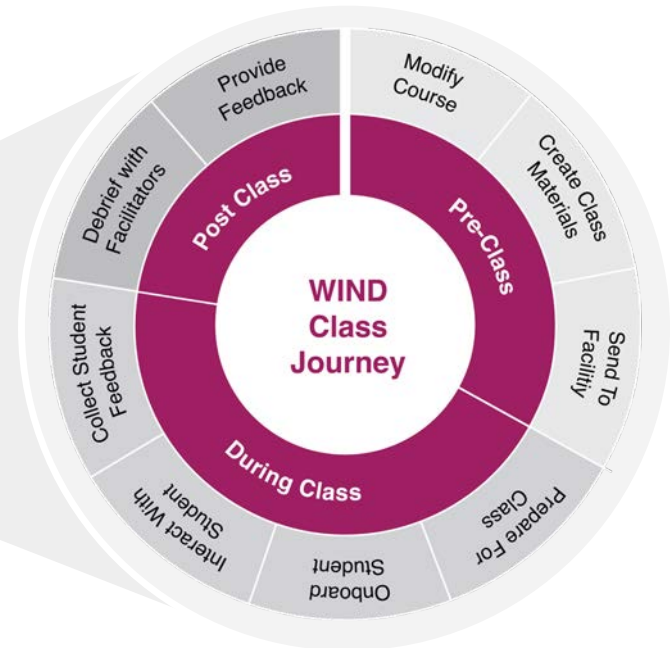 WIND
Class
Journey
Pre-Class
Modify
Course
Create Class
Materials
Send To
Facilitiy
During Class
Prepare For
Class
Onboard
Student
Interact With
Student
Collect Student
Feedback
Post Class
Debrief with
Facilitators
Provide
Feedback